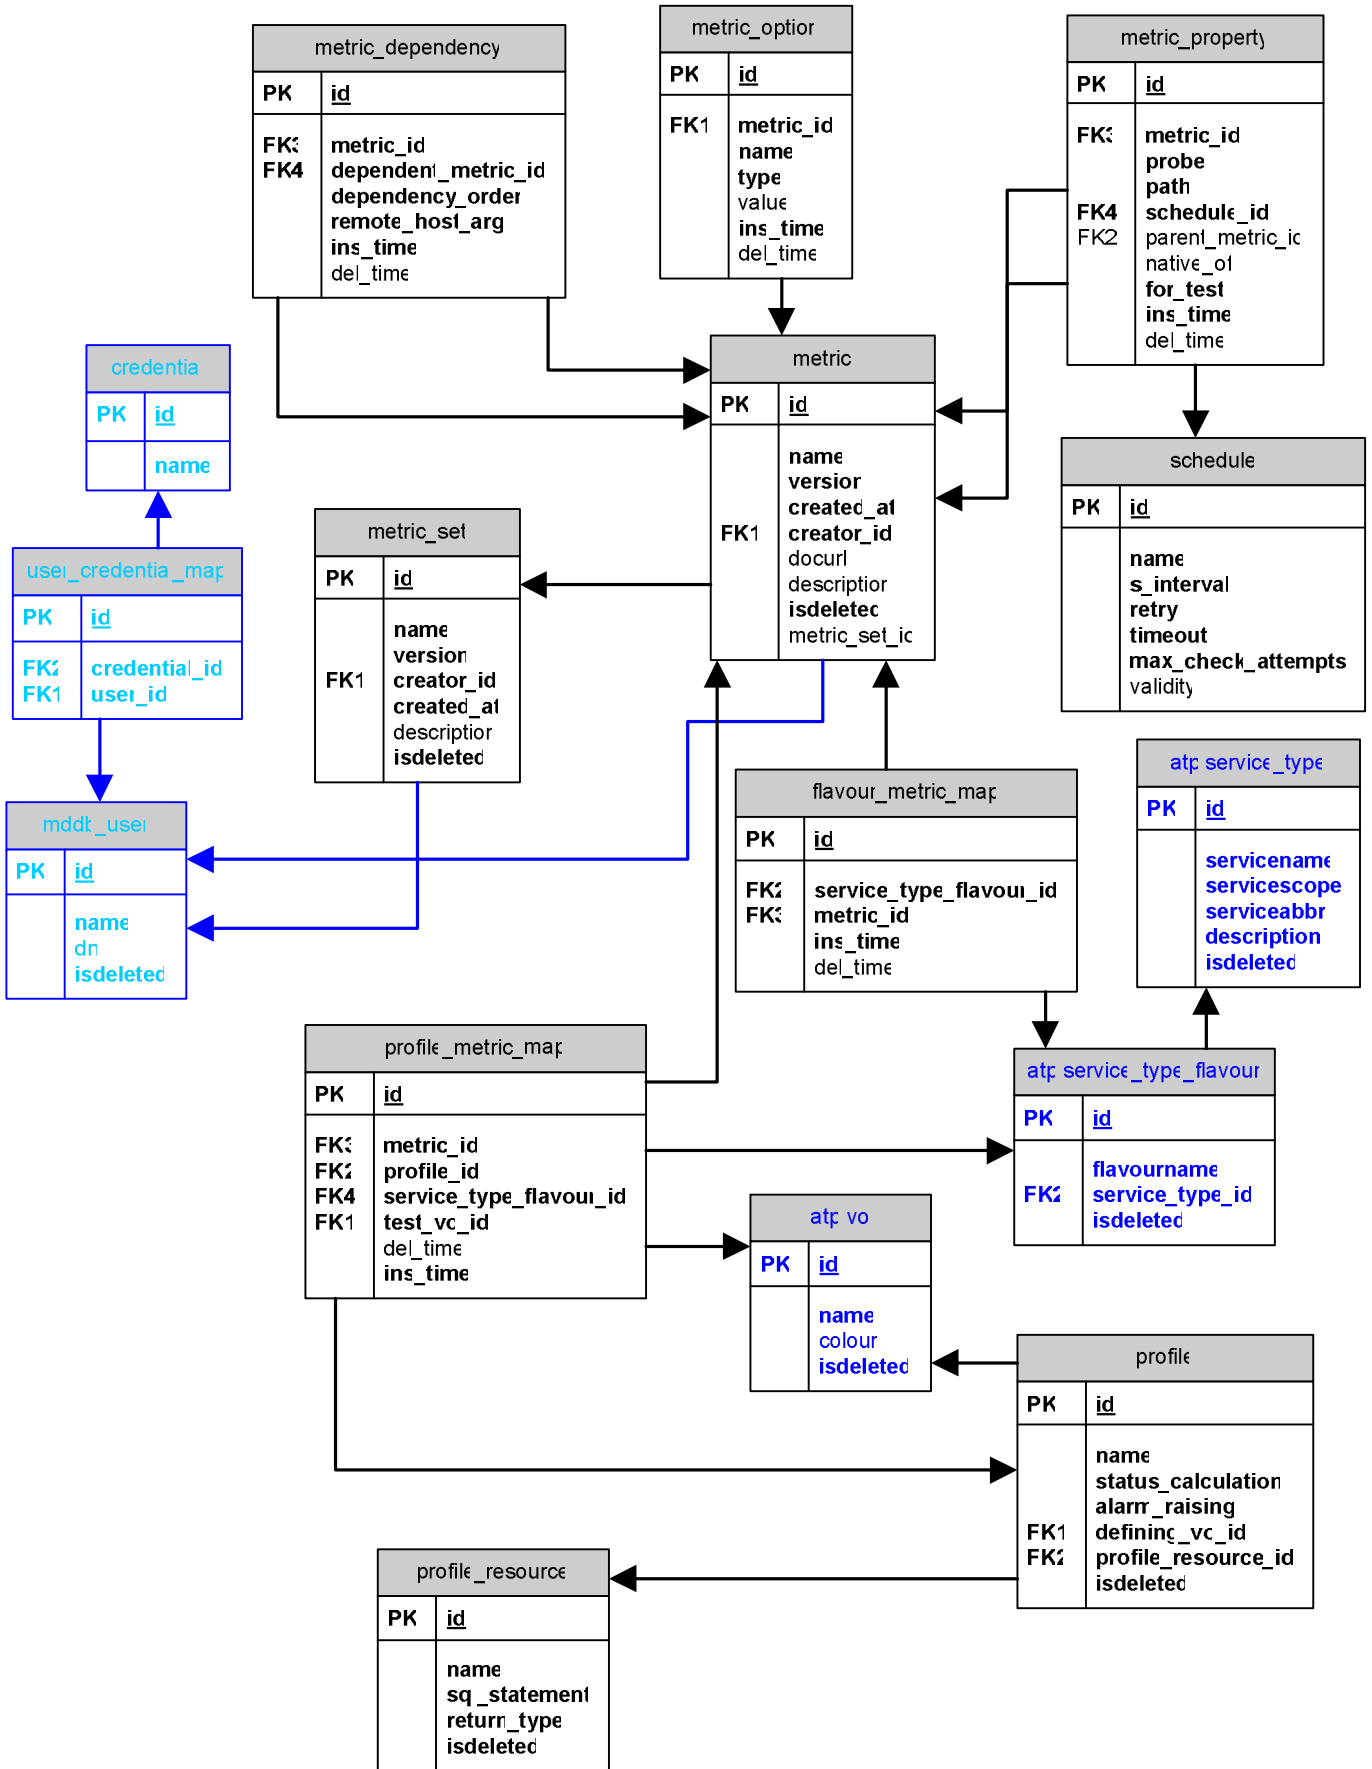 metric_dependency
PK id
FK3 metric_id
FK4 dependent_metric_id
dependency_order
remote_host_arg
ins_time
del_time
metric_option
PK id
FK1 metric_id
name
type
value
ins_time
del_time
metric_property
PK id
FK3 metric_id
probe
path
FK4 schedule_id
FK2 parent_metric_id
native_of
for_test
ins_time
del_time
credential
PK id
name
metric
PK id
name
version
created_at
FK1 creator_id
docurl
description
isdeleted
metric_set_id
schedule
PK id
name
s_interval
retry
timeout
max_check_attempts
validity
metric_set
PK id
name
version
FK1 creator_id
created_at
description
isdeleted
user_credential_map
PK id
FK2 credential_id
FK1 user_id
mddb_user
PK id
name
dn
isdeleted
flavour_metric_map
PK id
FK2 service_type_flavour_id
FK3 metric_id
ins_time
del_time
atp service_type
PK id
servicename
servicescope
serviceabbr
description
isdeleted
profile_metric_map
PK id
FK3 metric_id
FK2 profile_id
FK4 service_type_flavour_id
FK1 test_vo_id
del_time
ins_time
atp service_type_flavour
PK id
flavourname
FK2 service_type_id
isdeleted
atp vo
PK id
name
colour
isdeleted
profile
PK id
name
status_calculation
alarm_raising
FK1 defining_vo_id
FK2 profile_resource_id
isdeleted
profile_resource
PK id
name
sql_statement
return_type
isdeleted